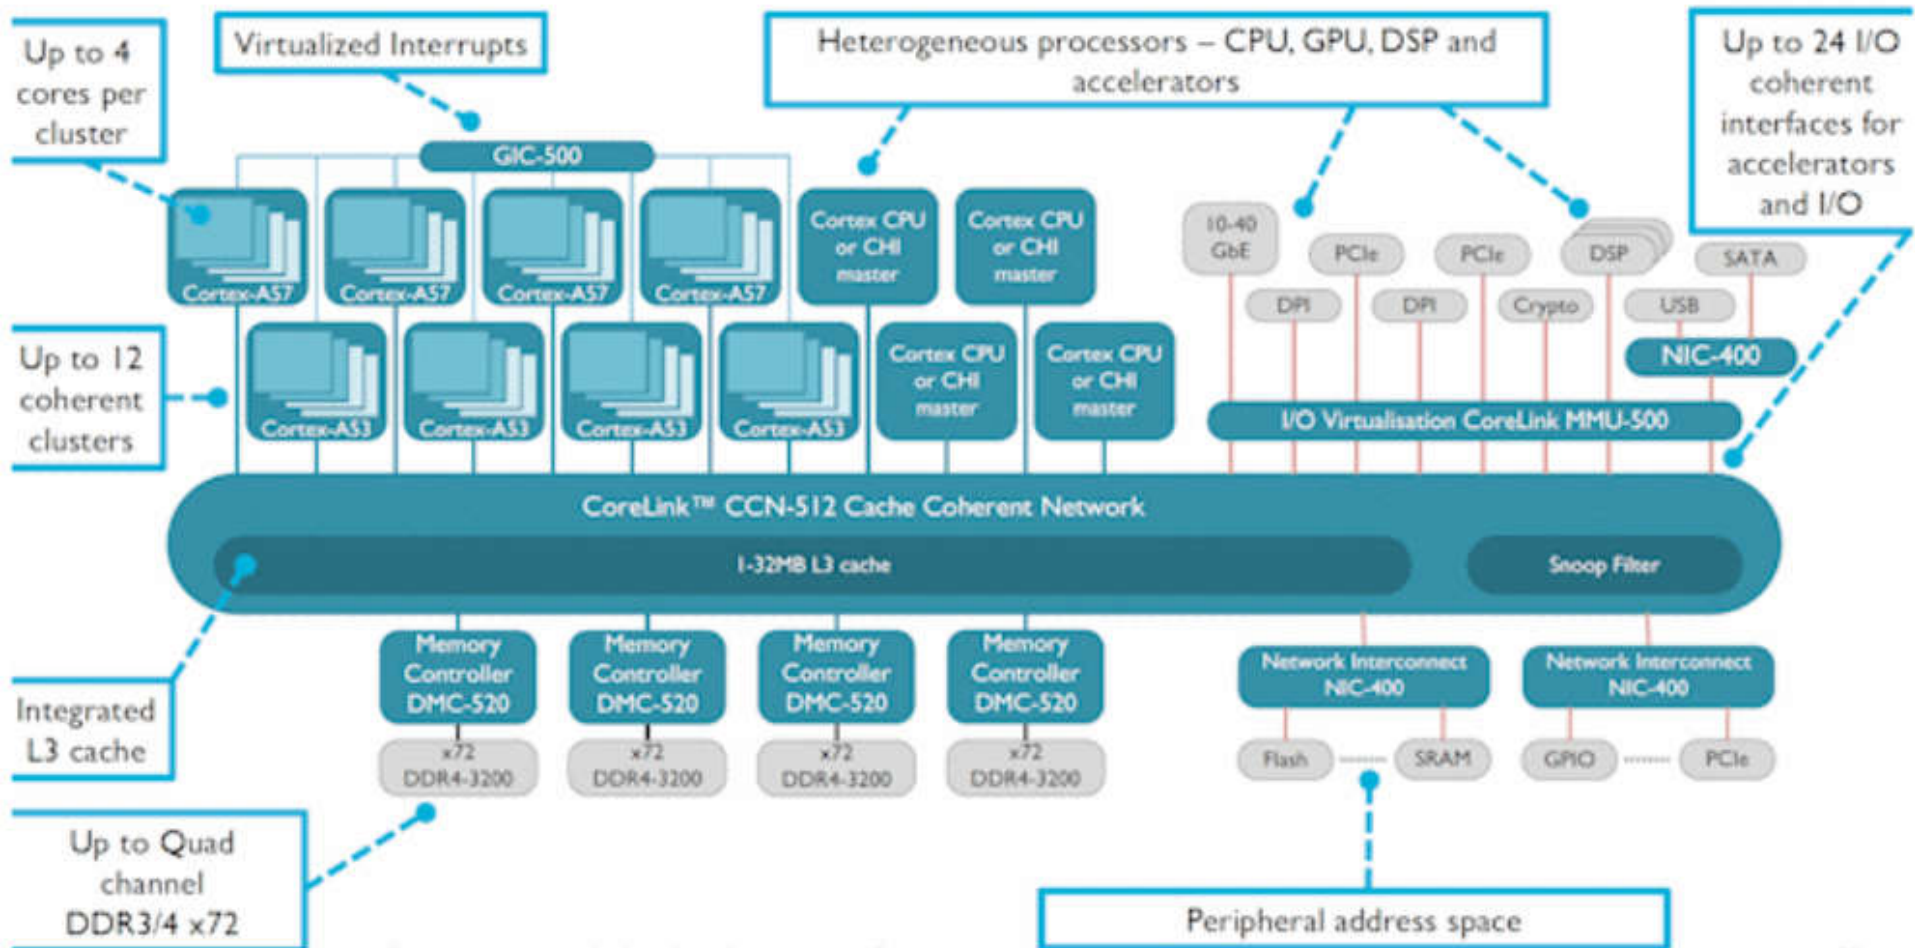 Up to 4
cores per
cluster
Virtualized Interrupts
Heterogeneous processors – CPU, GPU, DSP and
accelerators
Up to 24 I/O
coherent
interfaces for
accelerators
and I/O
GIC-500
Cortex-A57
Cortex-A57
Cortex-A57
Cortex-A57
Cortex CPU
or CHI
master
Cortex CPU
or CHI
master
10-40
GbE
PCIe
PCIe
DSP
SATA
DPI
DPI
Crypto
USB
NIC-400
Up to 12
coherent
clusters
Cortex-A53
Cortex-A53
Cortex-A53
Cortex-A53
Cortex CPU
or CHI
master
Cortex CPU
or CHI
master
I/O Virtualisation CoreLink MMU-500
CoreLink™ CCN-512 Cache Coherent Network
1-32MB L3 cache
Snoop Filter
Integrated
L3 cache
Memory
Controller
DMC-520
Memory
Controller
DMC-520
Memory
Controller
DMC-520
Memory
Controller
DMC-520
Network Interconnect
NIC-400
Network Interconnect
NIC-400
x72
DDR4-3200
x72
DDR4-3200
x72
DDR4-3200
x72
DDR4-3200
Flash
SRAM
GPIO
PCIe
Up to Quad
channel
DDR3/4 x72
Peripheral address space